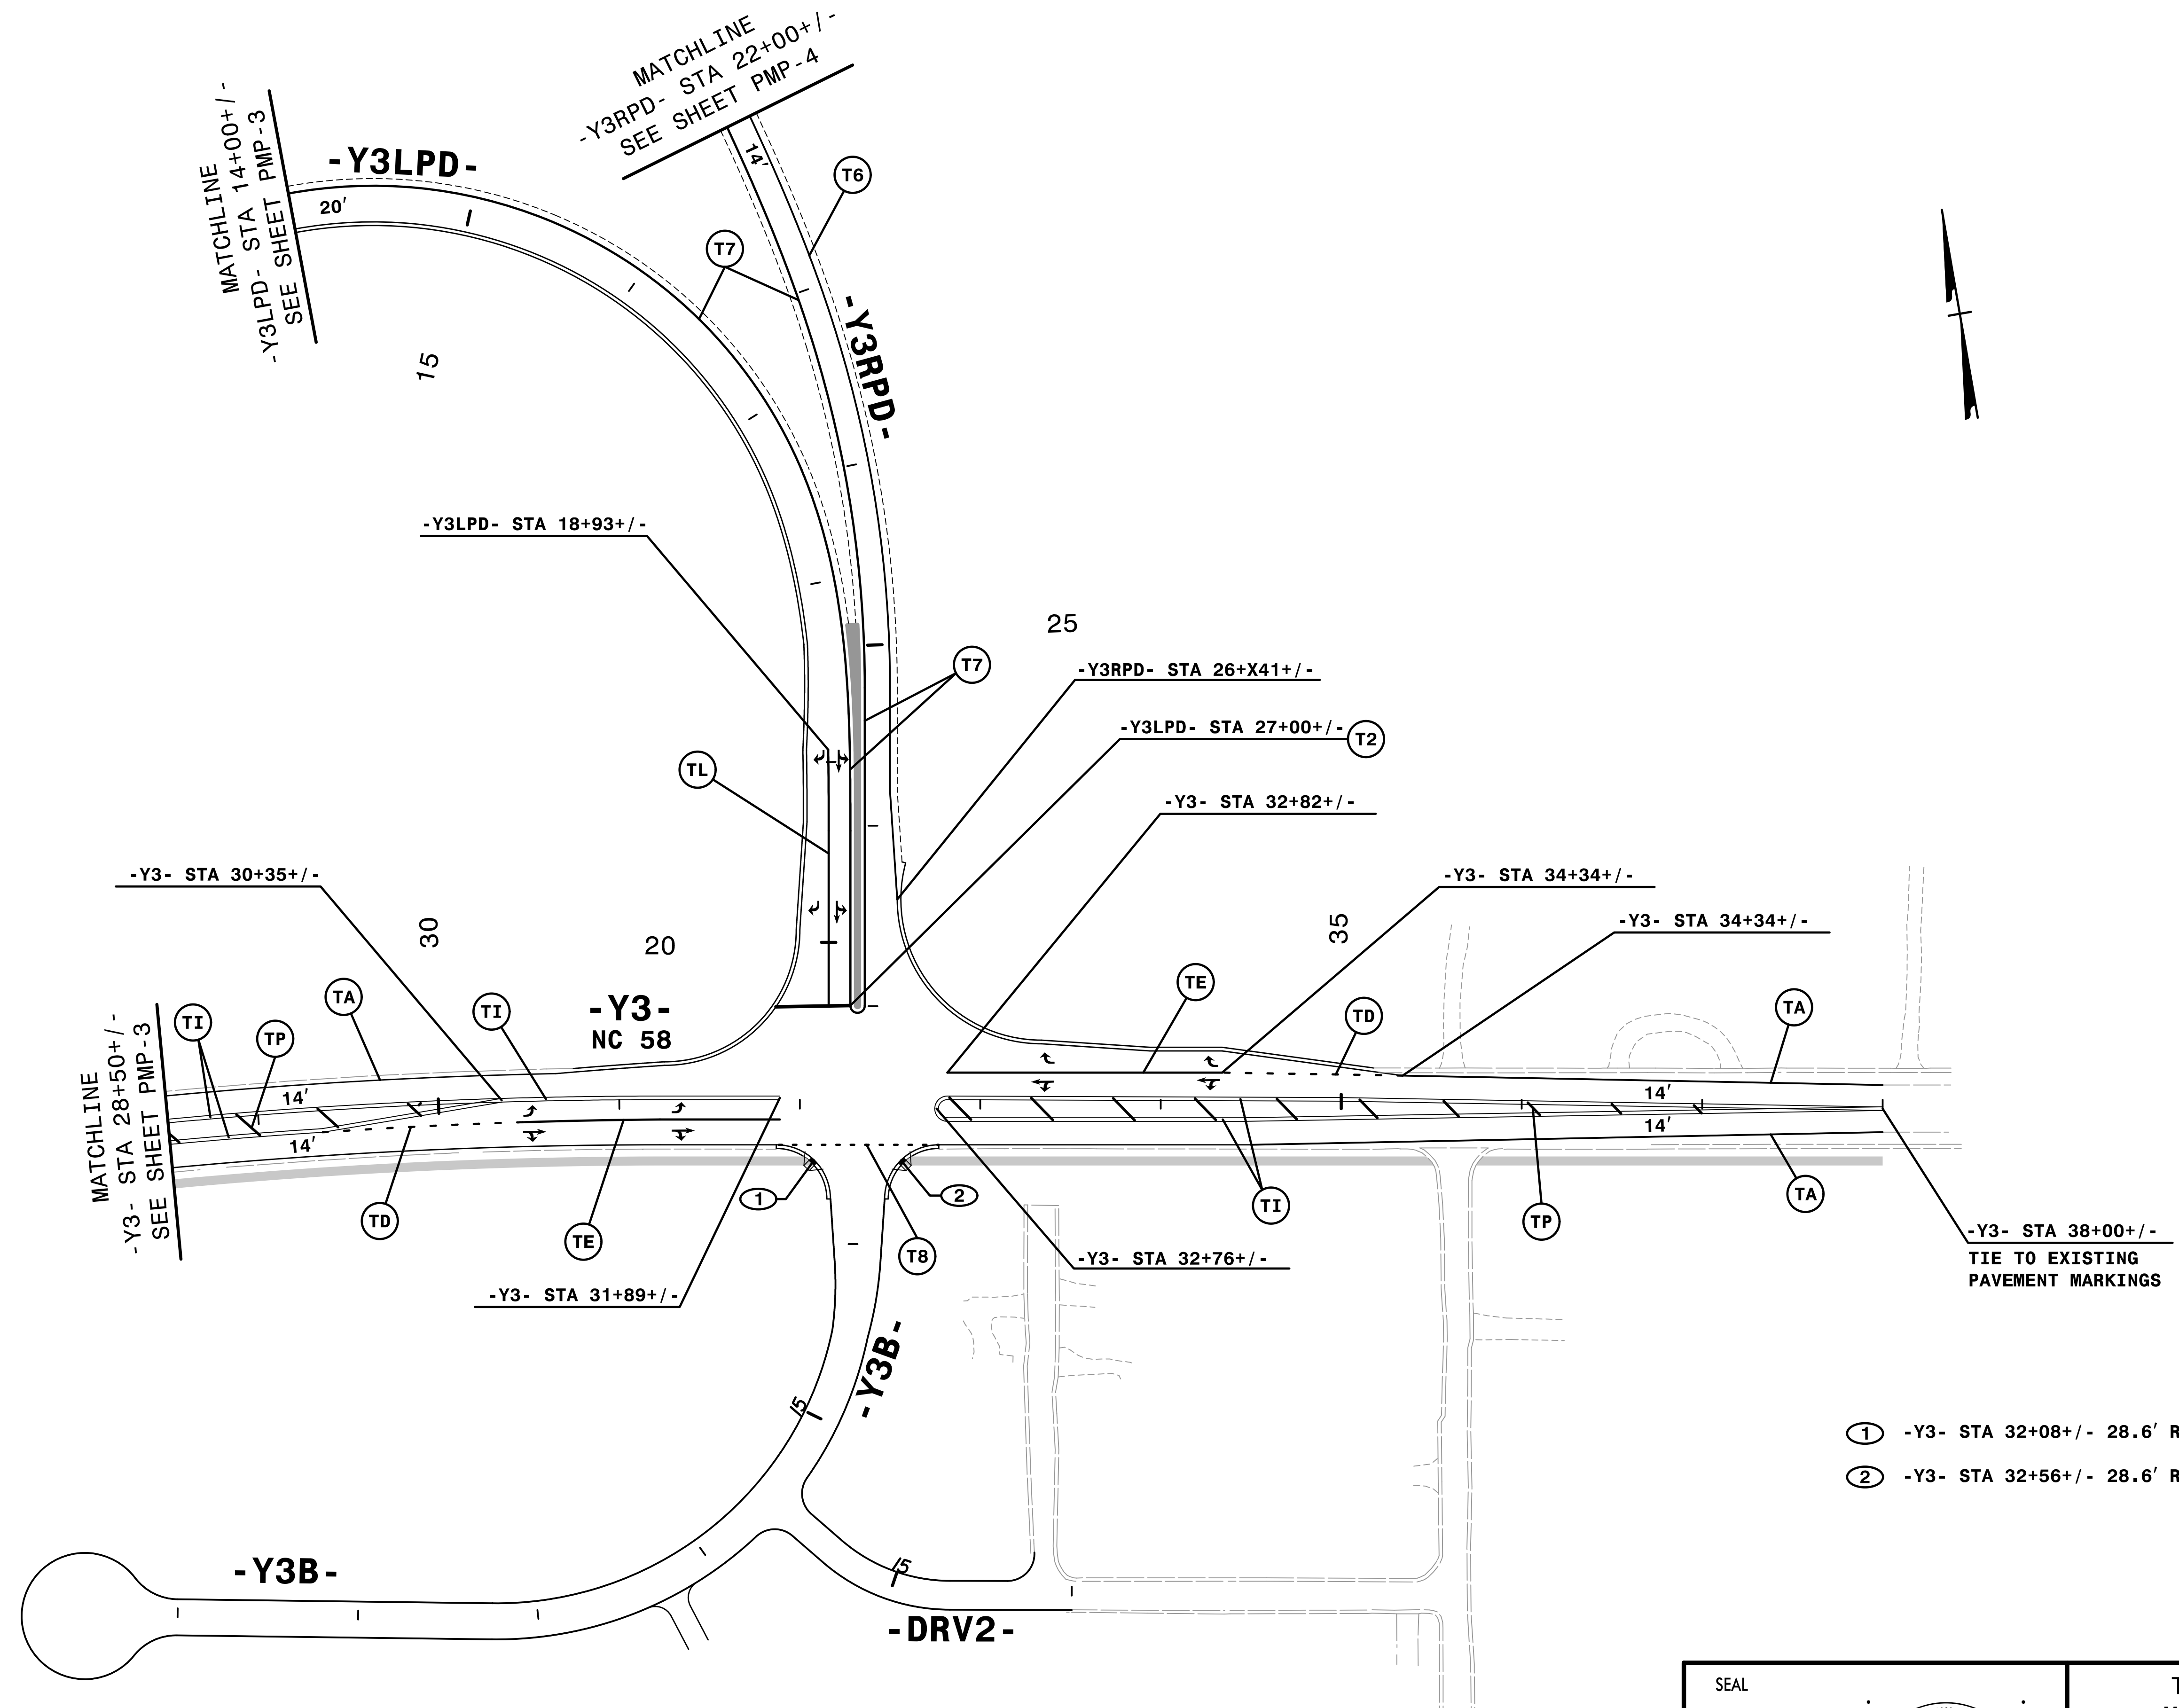 MATCHLINE
-Y3RPD- STA 22+00+/-
SEE SHEET PMP-4
MATCHLINE
-Y3LPD- STA 14+00+/-
SEE SHEET PMP-3
-Y3LPD-
20'
14'
T6
T7
-Y3RPD-
15
-Y3LPD- STA 18+93+/-
25
T7
-Y3RPD- STA 26+X41+/-
-Y3LPD- STA 27+00+/-
T2
TL
-Y3- STA 32+82+/-
-Y3- STA 30+35+/-
-Y3- STA 34+34+/-
-Y3- STA 34+34+/-
30
20
35
TI
TP
TA
TI
-Y3-
NC 58
TE
TD
TA
MATCHLINE
-Y3- STA 28+50+/-
SEE SHEET PMP-3
14'
14'
14'
14'
TD
TE
1
2
T8
TI
TP
TA
-Y3- STA 31+89+/-
-Y3- STA 32+76+/-
-Y3- STA 38+00+/-
TIE TO EXISTING
PAVEMENT MARKINGS
-Y3B-
15
1 -Y3- STA 32+08+/- 28.6' R
2 -Y3- STA 32+56+/- 28.6' R
-Y3B-
15
-DRV2-
SEAL